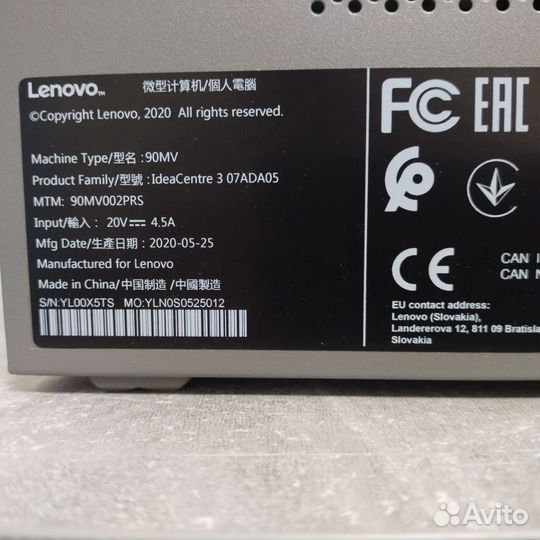 Lenovo™ 微型计算机/個人電腦
©Copyright Lenovo, 2020 All rights reserved.
Machine Type/型名 : 90MV
Product Family/型號 : IdeaCentre 3 07ADA05
MTM: 90MV002PRS
Input/輸入 : 20V⎓ 4.5A
Mfg Date/生產日期 : 2020-05-25
Manufactured for Lenovo
Made in China/中国制造 /中國製造
S/N:YL00X5TS MO:YLN0S0525012
FC EAC
CE
CAN
CAN
EU contact address:
Lenovo (Slovakia),
Landererova 12, 811 09
Slovakia
Avito